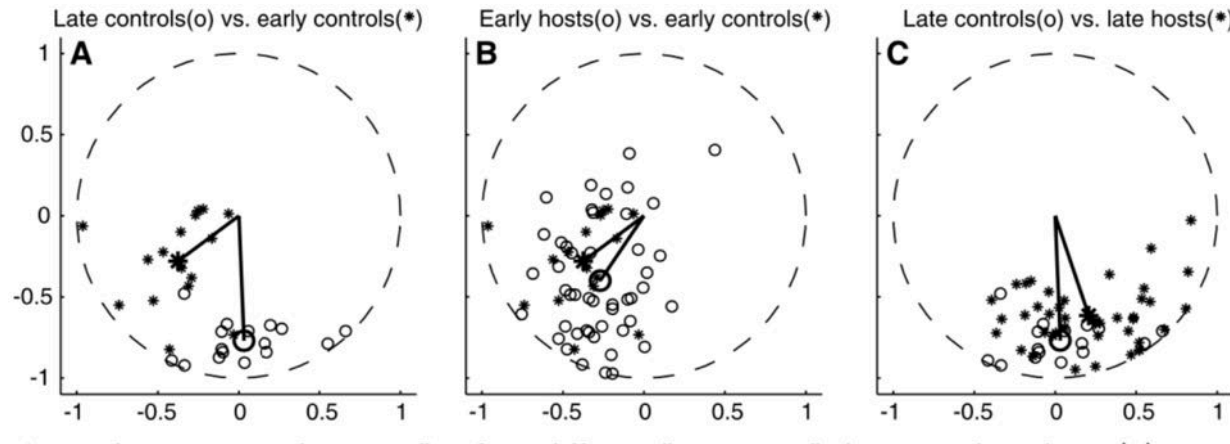 Late controls(o) vs. early controls(*)
Early hosts(o) vs. early controls(*)
Late controls(o) vs. late hosts(*)
A
B
C
1
0.5
0
-0.5
-1
-1 -0.5 0 0.5 1
-1 -0.5 0 0.5 1
-1 -0.5 0 0.5 1